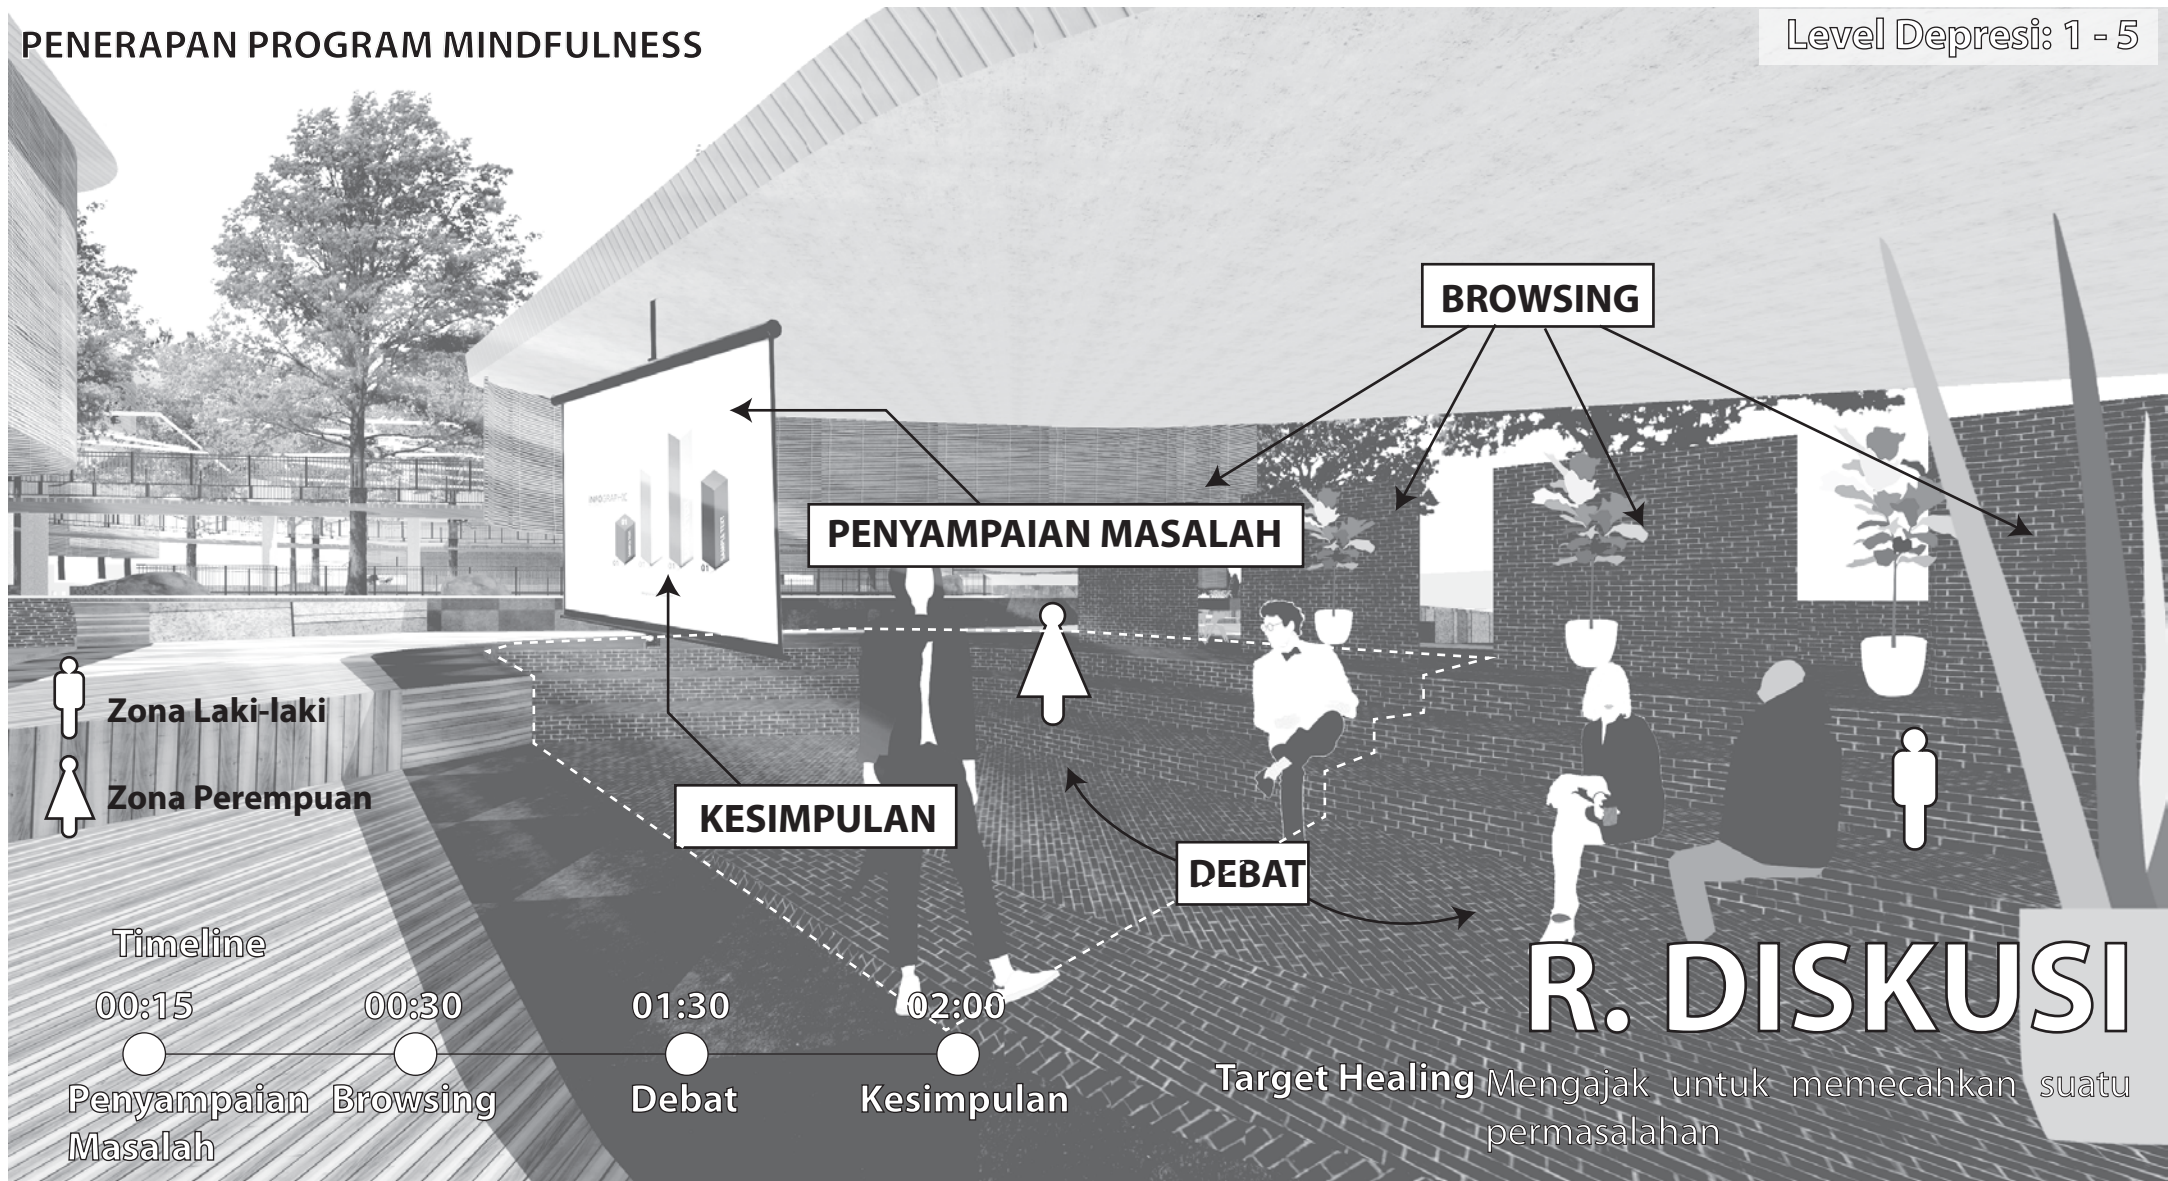 PENERAPAN PROGRAM MINDFULNESS
Level Depresi: 1 - 5
BROWSING
PENYAMPAIAN MASALAH
KESIMPULAN
DEBAT
Zona Laki-laki
Zona Perempuan
Timeline
00:15 00:30 01:30 02:00
Penyampaian Masalah
Browsing
Debat
Kesimpulan
R. DISKUSI
Target Healing Mengajak untuk memecahkan suatu
permasalahan